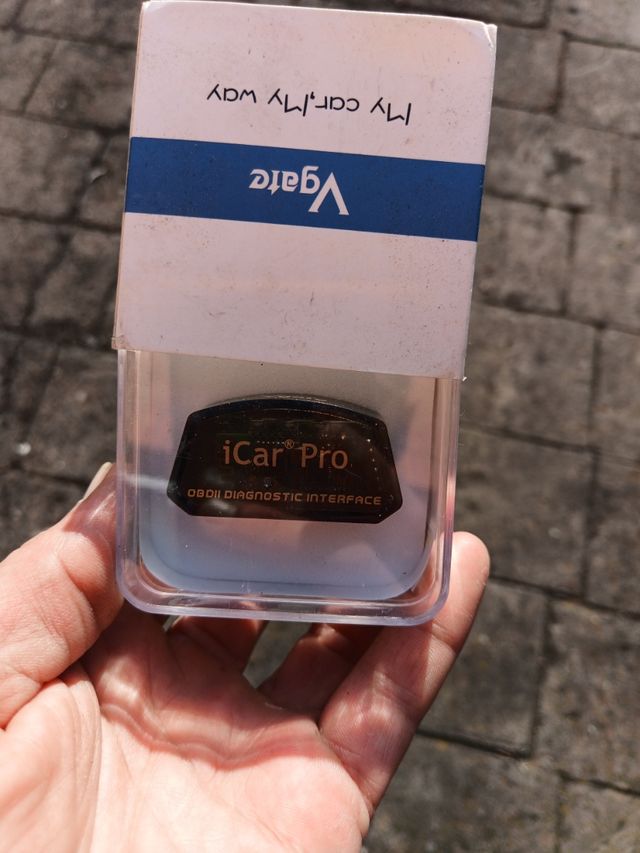 My car,My way
Vgate
iCar® Pro
OBDII DIAGNOSTIC INTERFACE